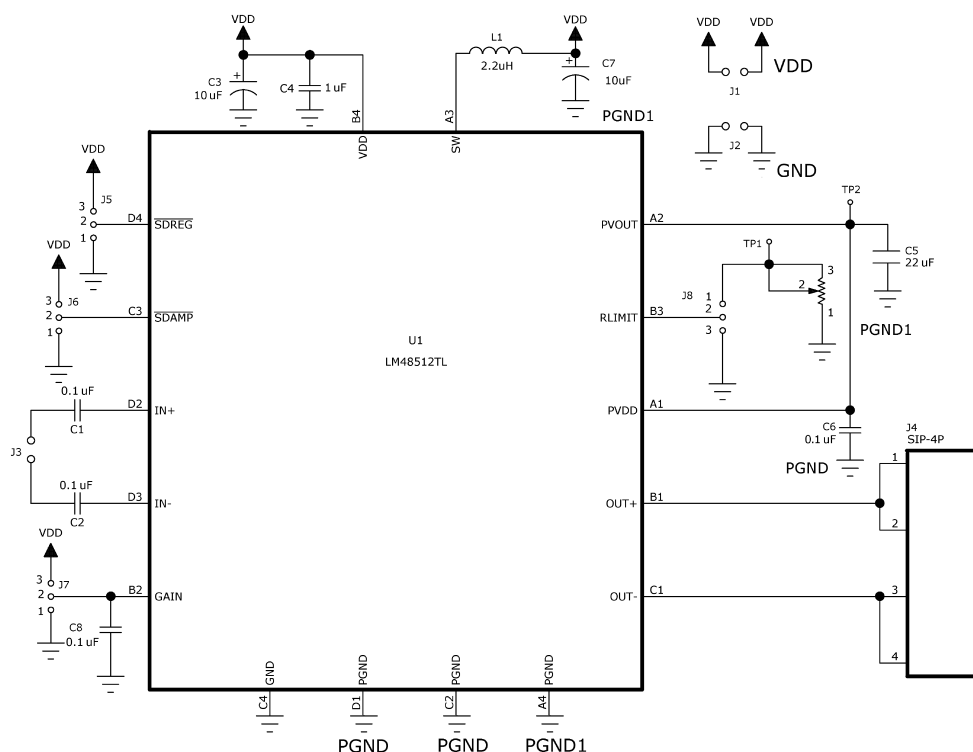 VDD
VDD
VDD
VDD
L1
2.2uH
C3
10 uF
+
C4
1 uF
+
C7
10uF
PGND1
VDD
J1
J2
GND
B4
VDD
A3
SW
VDD
J5
3
2
1
D4
SDREG
VDD
J6
3
2
1
C3
SDAMP
U1
LM48512TL
PVOUT
A2
TP2
C5
22 uF
PGND1
TP1
3
2
1
J8
1
2
3
RLIMIT
B3
0.1 uF
C1
D2
IN+
J3
0.1 uF
C2
D3
IN-
PVDD
A1
C6
0.1 uF
PGND
J4
SIP-4P
1
2
3
4
OUT+
B1
OUT-
C1
VDD
J7
3
2
1
B2
GAIN
C8
0.1 uF
GND
C4
PGND
D1
PGND
PGND
C2
PGND
PGND
A4
PGND1